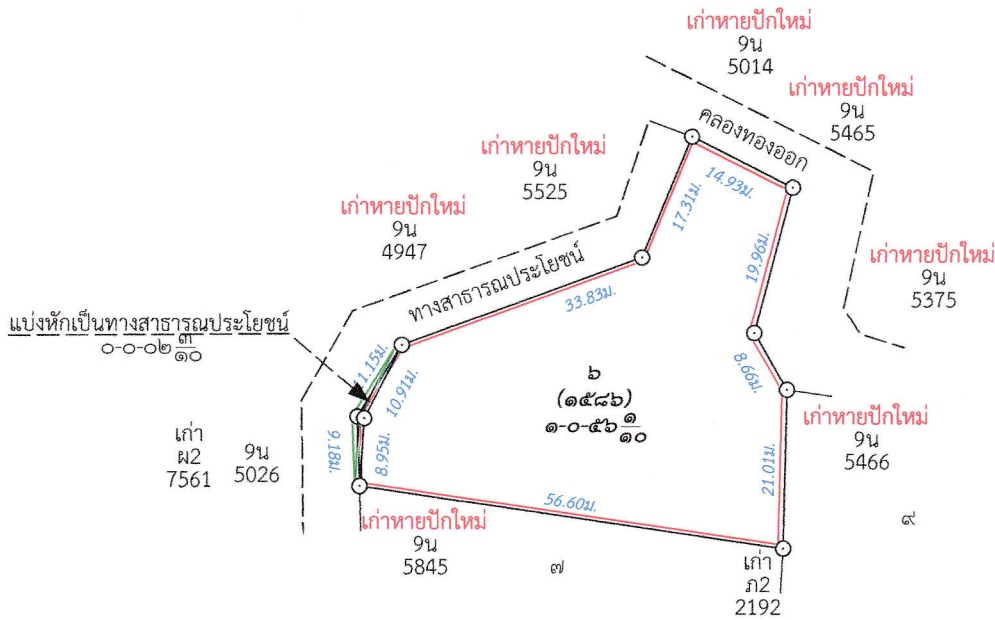 เก่าหายปักใหม่
9น
5014
เก่าหายปักใหม่
9น
5465
คลองทองออก
เก่าหายปักใหม่
9น
5525
14.93ม.
17.31ม.
เก่าหายปักใหม่
9น
4947
19.96ม.
เก่าหายปักใหม่
9น
5375
ทางสาธารณประโยชน์
33.83ม.
แบ่งหักเป็นทางสาธารณประโยชน์
๐-๐-๐๒ ๓/๑๐
11.15ม.
10.91ม.
8.66ม.
๖
(๑๕๘๖)
๑-๐-๕๖ ๑/๑๐
เก่าหายปักใหม่
9น
5466
เก่า
ผ2
7561
9น
5026
9.18ม.
8.95ม.
21.01ม.
56.60ม.
เก่าหายปักใหม่
9น
5845
๗
๙
เก่า
ภ2
2192